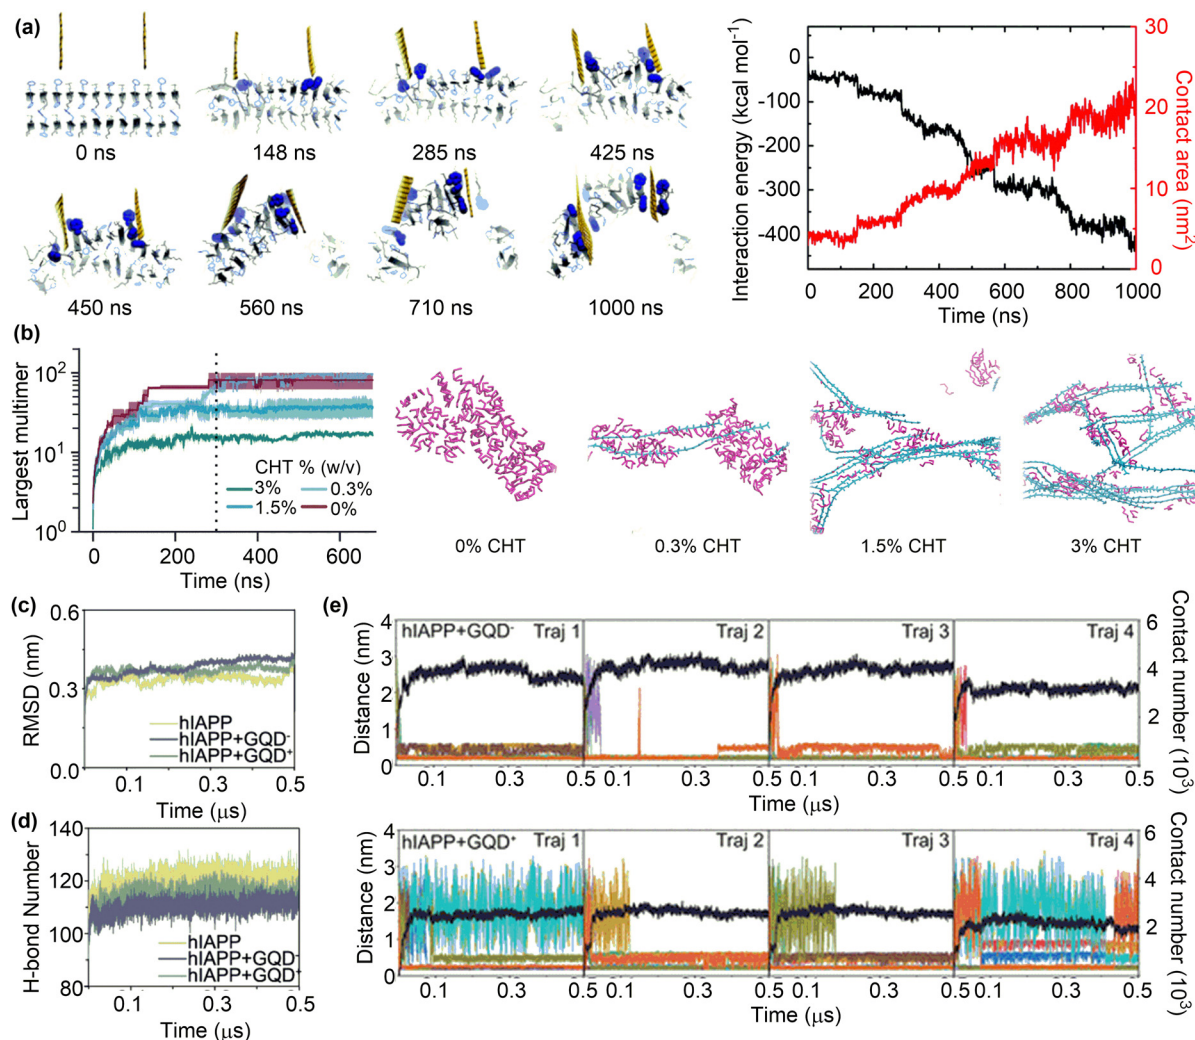 (a)
0 ns
148 ns
285 ns
425 ns
450 ns
560 ns
710 ns
1000 ns
Interaction energy (kcal mol⁻¹)
0
-100
-200
-300
-400
Contact area (nm²)
30
20
10
0
0 200 400 600 800 1000
Time (ns)
(b)
Largest multimer
10²
10¹
10⁰
CHT % (w/v)
3% 0.3%
1.5% 0%
0 200 400 600
Time (ns)
0% CHT
0.3% CHT
1.5% CHT
3% CHT
(c)
RMSD (nm)
0.6
0.3
0.0
hIAPP
hIAPP+GQD⁻
hIAPP+GQD⁺
0.1 0.3 0.5
Time (μs)
(d)
H-bond Number
140
120
100
80
hIAPP
hIAPP+GQD⁻
hIAPP+GQD⁺
0.1 0.3 0.5
Time (μs)
(e)
Distance (nm)
4
3
2
1
0
hIAPP+GQD⁻ Traj 1
Traj 2
Traj 3
Traj 4
6
4
2
Contact number (10³)
0.1 0.3 0.5 0.1 0.3 0.5 0.1 0.3 0.5 0.1 0.3 0.5
Time (μs) Time (μs) Time (μs)
Distance (nm)
4
3
2
1
0
hIAPP+GQD⁺ Traj 1
Traj 2
Traj 3
Traj 4
6
4
2
0
Contact number (10³)
0.1 0.3 0.5 0.1 0.3 0.5 0.1 0.3 0.5 0.1 0.3 0.5
Time (μs) Time (μs) Time (μs)